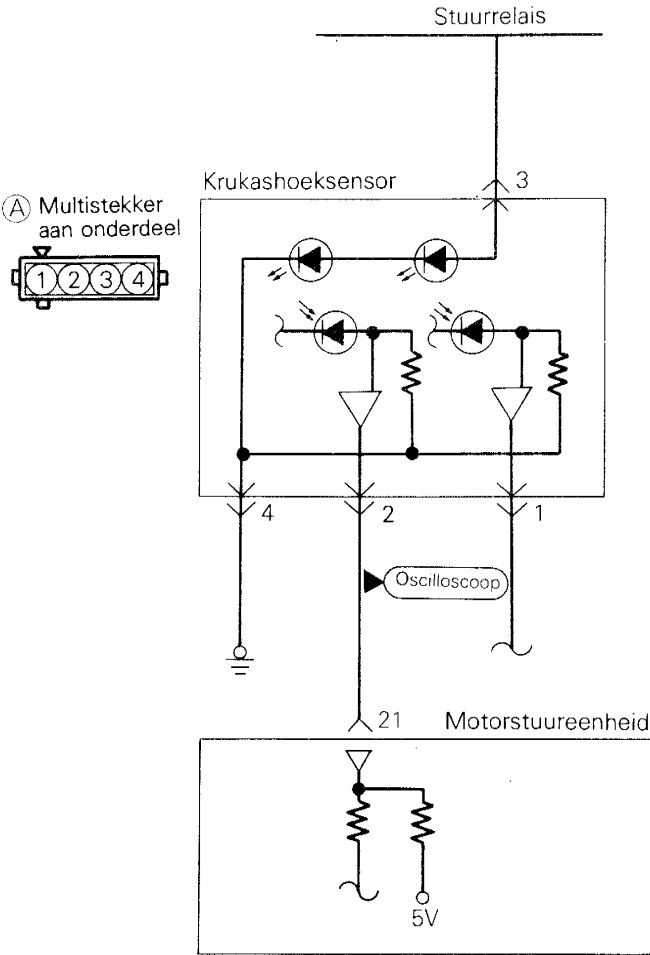 Stuurrelais
Krukashoeksensor
3
A Multistekker
aan onderdeel
1 2 3 4
4
2
1
Oscilloscoop
21
Motorstuureenheid
5V